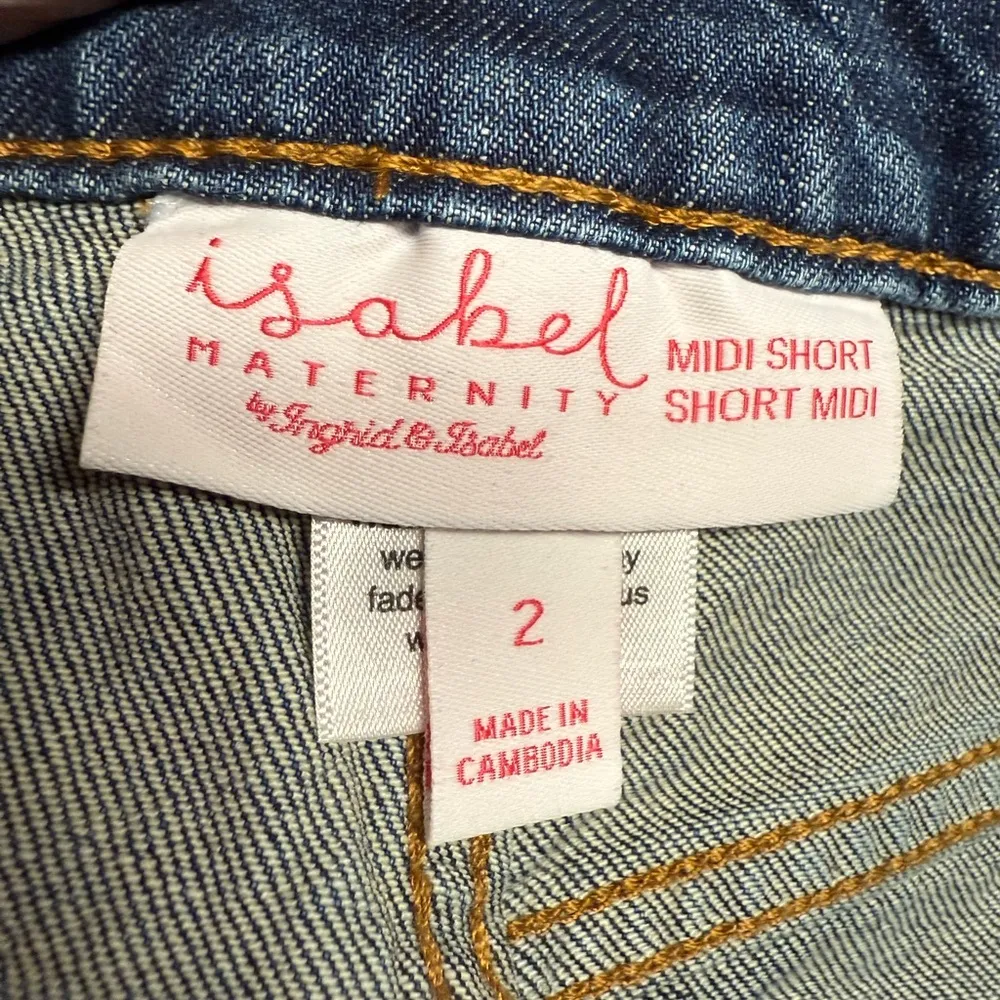 isabel
MATERNITY
by Ingrid & Isabel
MIDI SHORT
SHORT MIDI
2
MADE IN
CAMBODIA